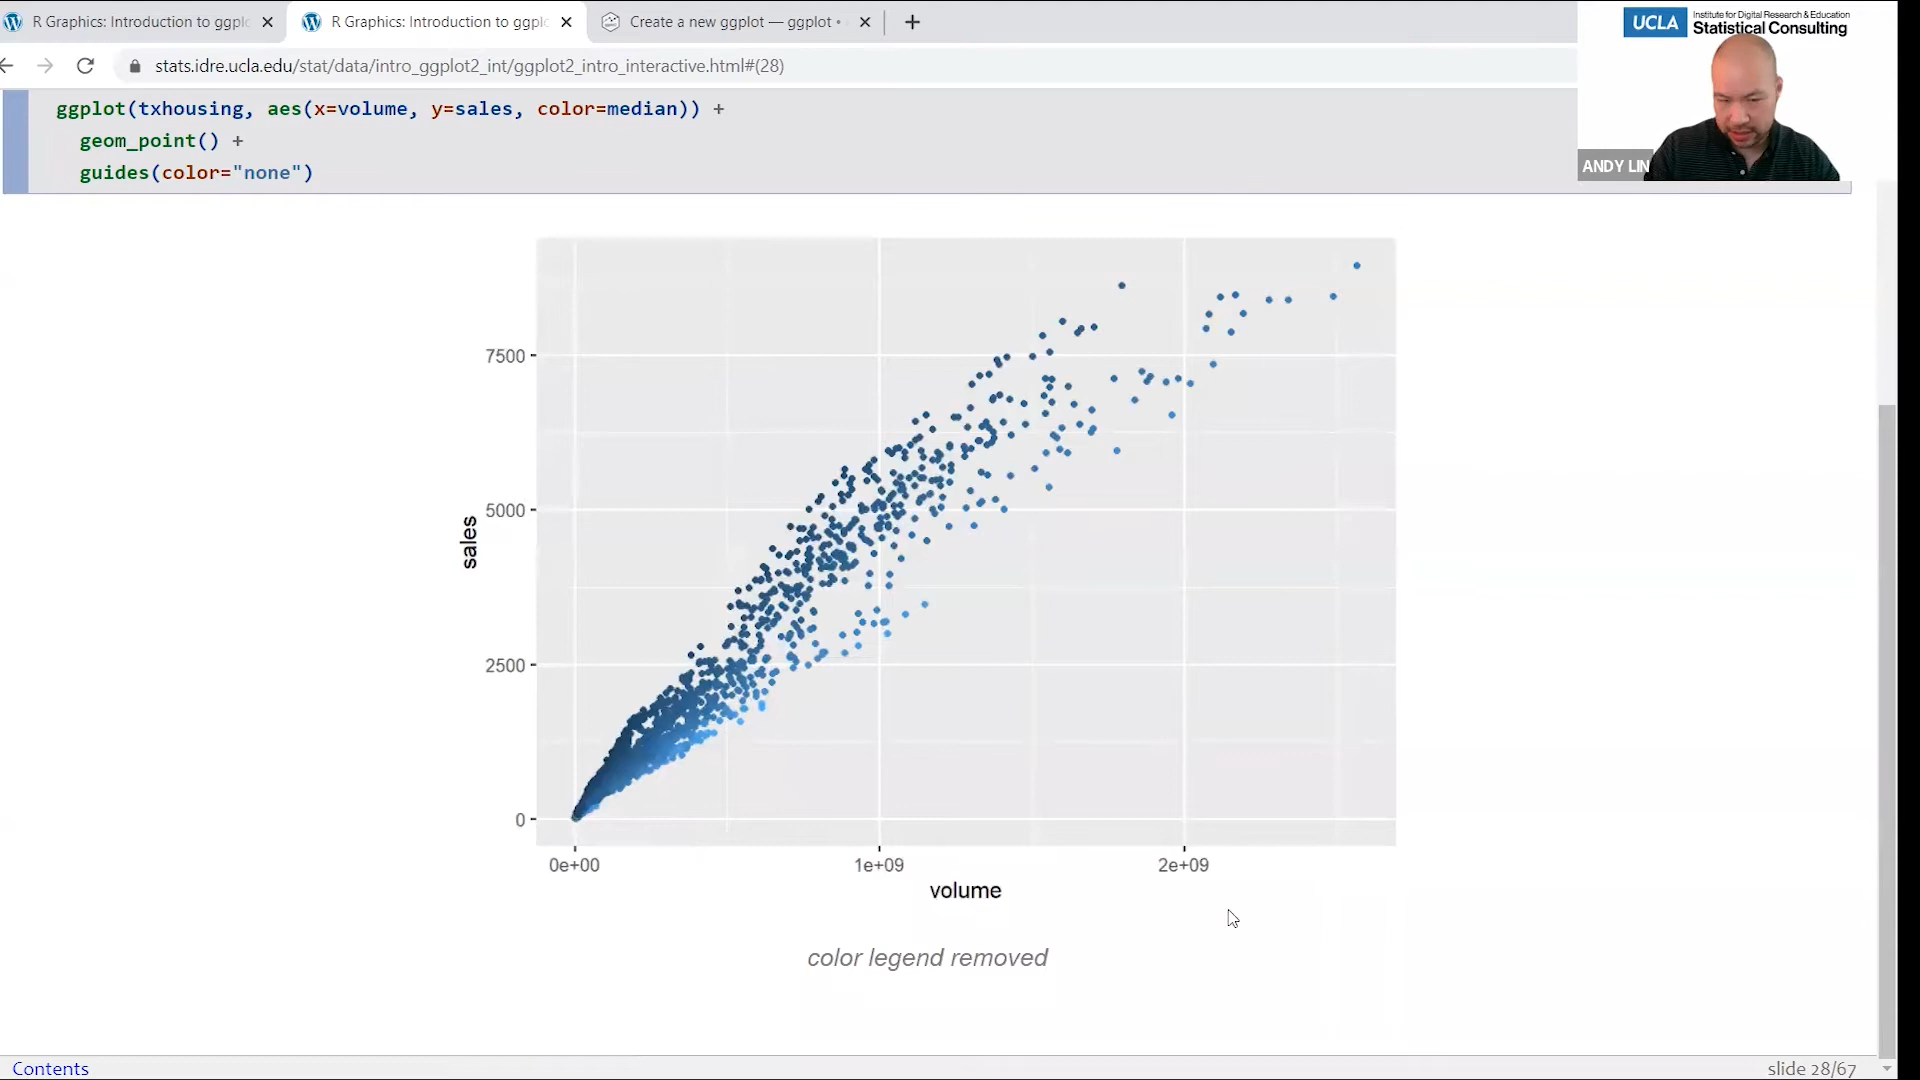 R Graphics: Introduction to ggplo
R Graphics: Introduction to ggplo
Create a new ggplot — ggplot •
UCLA Institute for Digital Research & Education
Statistical Consulting
stats.idre.ucla.edu/stat/data/intro_ggplot2_int/ggplot2_intro_interactive.html#(28)
ggplot(txhousing, aes(x=volume, y=sales, color=median)) +
geom_point() +
guides(color="none")
ANDY LIN
7500
5000
2500
0
sales
0e+00 1e+09 2e+09
volume
color legend removed
Contents
slide 28/67